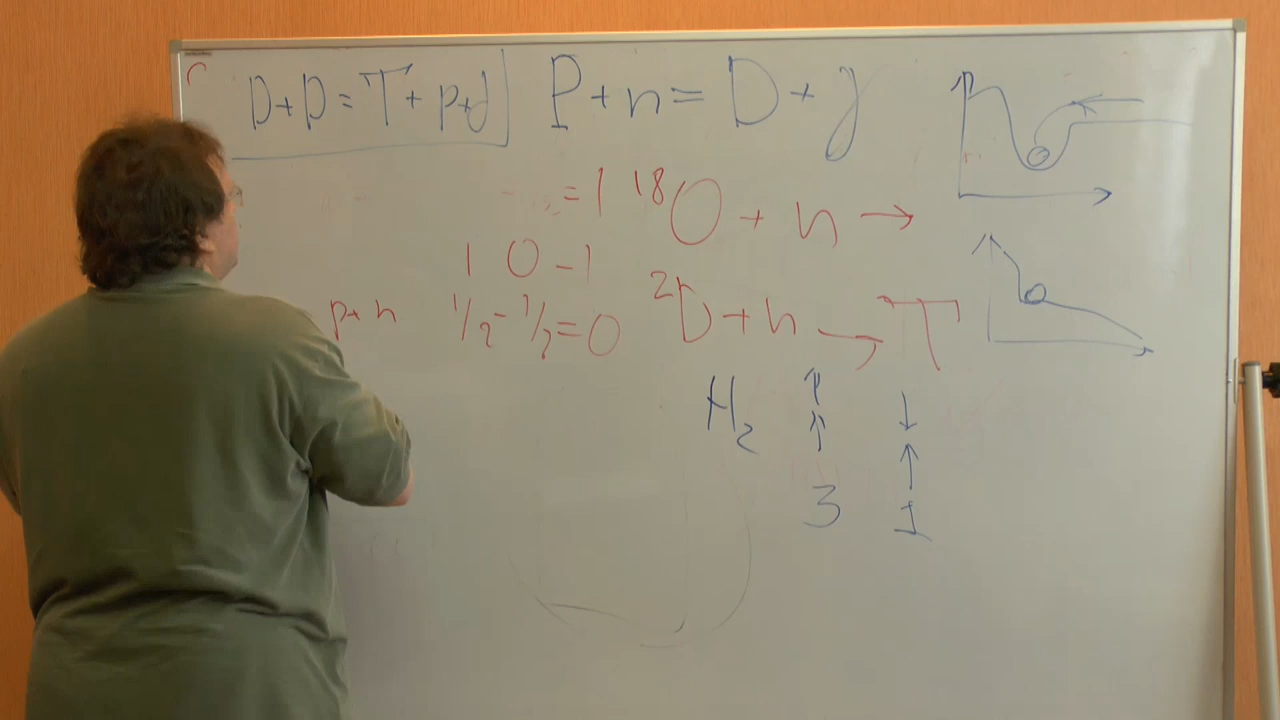 D+D=T+p+γ P+n=D+γ
=1 ¹⁸O+n→
1 0 -1
p+n ½-½=0 ²D+n→T
H₂ ↑↑ ↓↑
3 1